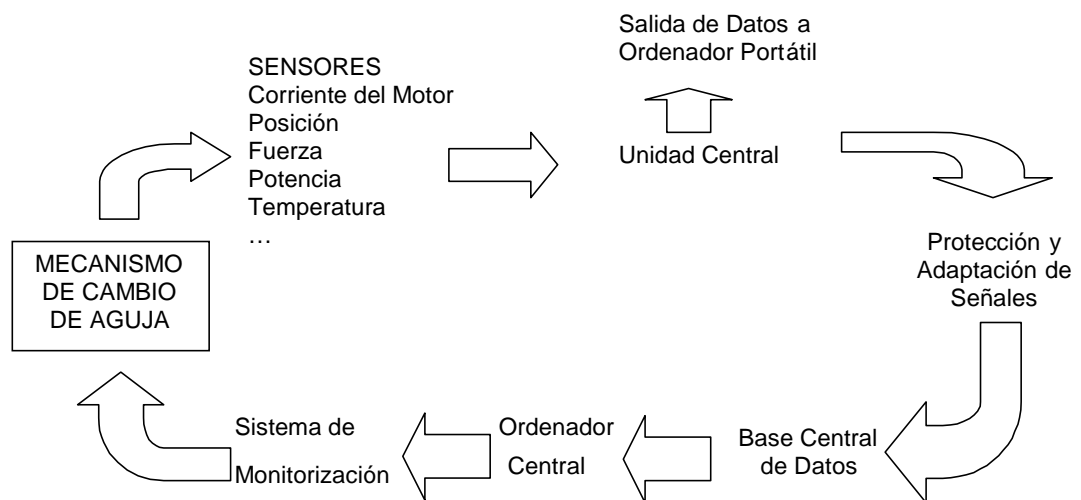 Salida de Datos a
Ordenador Portátil
SENSORES
Corriente del Motor
Posición
Fuerza
Potencia
Temperatura
…
Unidad Central
Protección y
Adaptación de
Señales
MECANISMO
DE CAMBIO
DE AGUJA
Sistema de
Monitorización
Ordenador
Central
Base Central
de Datos